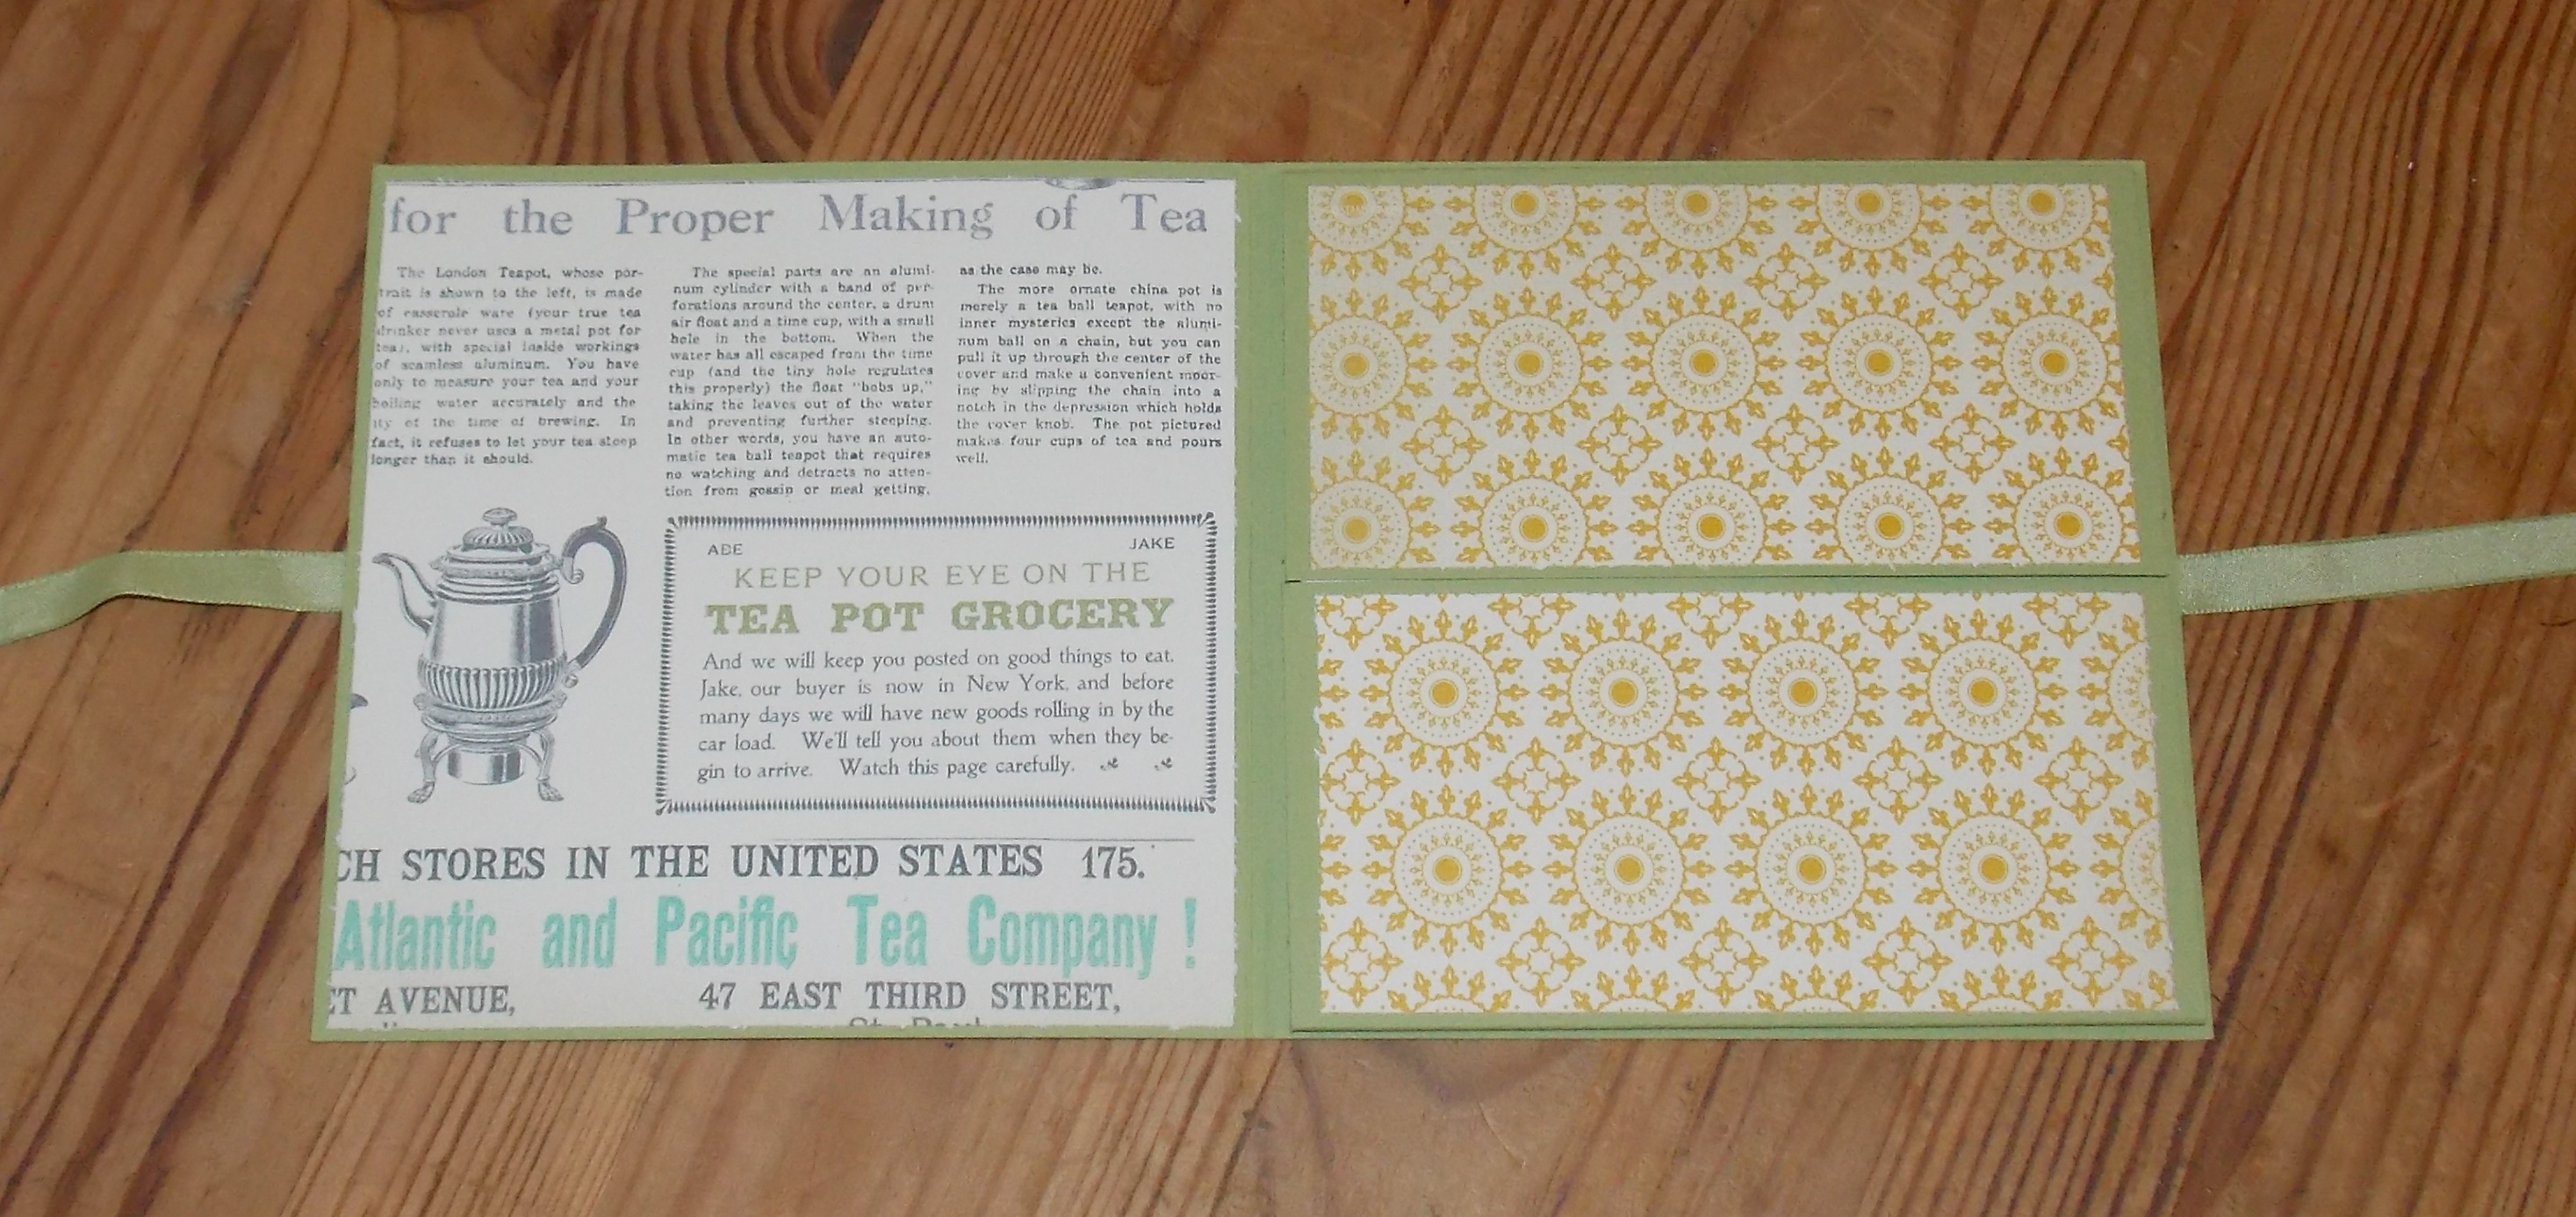 for the Proper Making of Tea
The London Teapot, whose por-
trait is shown to the left, is made
of casserole ware (your true tea
drinker never uses a metal pot for
tea), with special inside workings
of seamless aluminum. You have
only to measure your tea and your
boiling water accurately and the
ity of the time of brewing. In
fact, it refuses to let your tea steep
longer than it should.
The special parts are an alumi-
num cylinder with a band of per-
forations around the center, a drum
air float and a time cup, with a small
hole in the bottom. When the
water has all escaped from the time
cup (and the tiny hole regulates
this properly) the float "bobs up,"
taking the leaves out of the water
and preventing further steeping.
In other words, you have an auto-
matic tea ball teapot that requires
no watching and detracts no atten-
tion from gossip or meal getting,
as the case may be.
The more ornate china pot is
merely a tea ball teapot, with no
inner mysteries except the alumi-
num ball on a chain, but you can
pull it up through the center of the
cover and make a convenient moor-
ing by slipping the chain into a
notch in the depression which holds
the cover knob. The pot pictured
makes four cups of tea and pours
well.
ABE JAKE
KEEP YOUR EYE ON THE
TEA POT GROCERY
And we will keep you posted on good things to eat.
Jake, our buyer is now in New York, and before
many days we will have new goods rolling in by the
car load. We'll tell you about them when they be-
gin to arrive. Watch this page carefully.
CH STORES IN THE UNITED STATES 175.
Atlantic and Pacific Tea Company !
ET AVENUE, 47 EAST THIRD STREET,